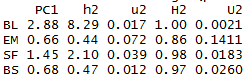 PC1 h2 u2 H2 U2
BL 2.88 8.29 0.017 1.00 0.0021
EM 0.66 0.44 0.072 0.86 0.1411
SF 1.45 2.10 0.039 0.98 0.0183
BS 0.68 0.47 0.012 0.97 0.0260